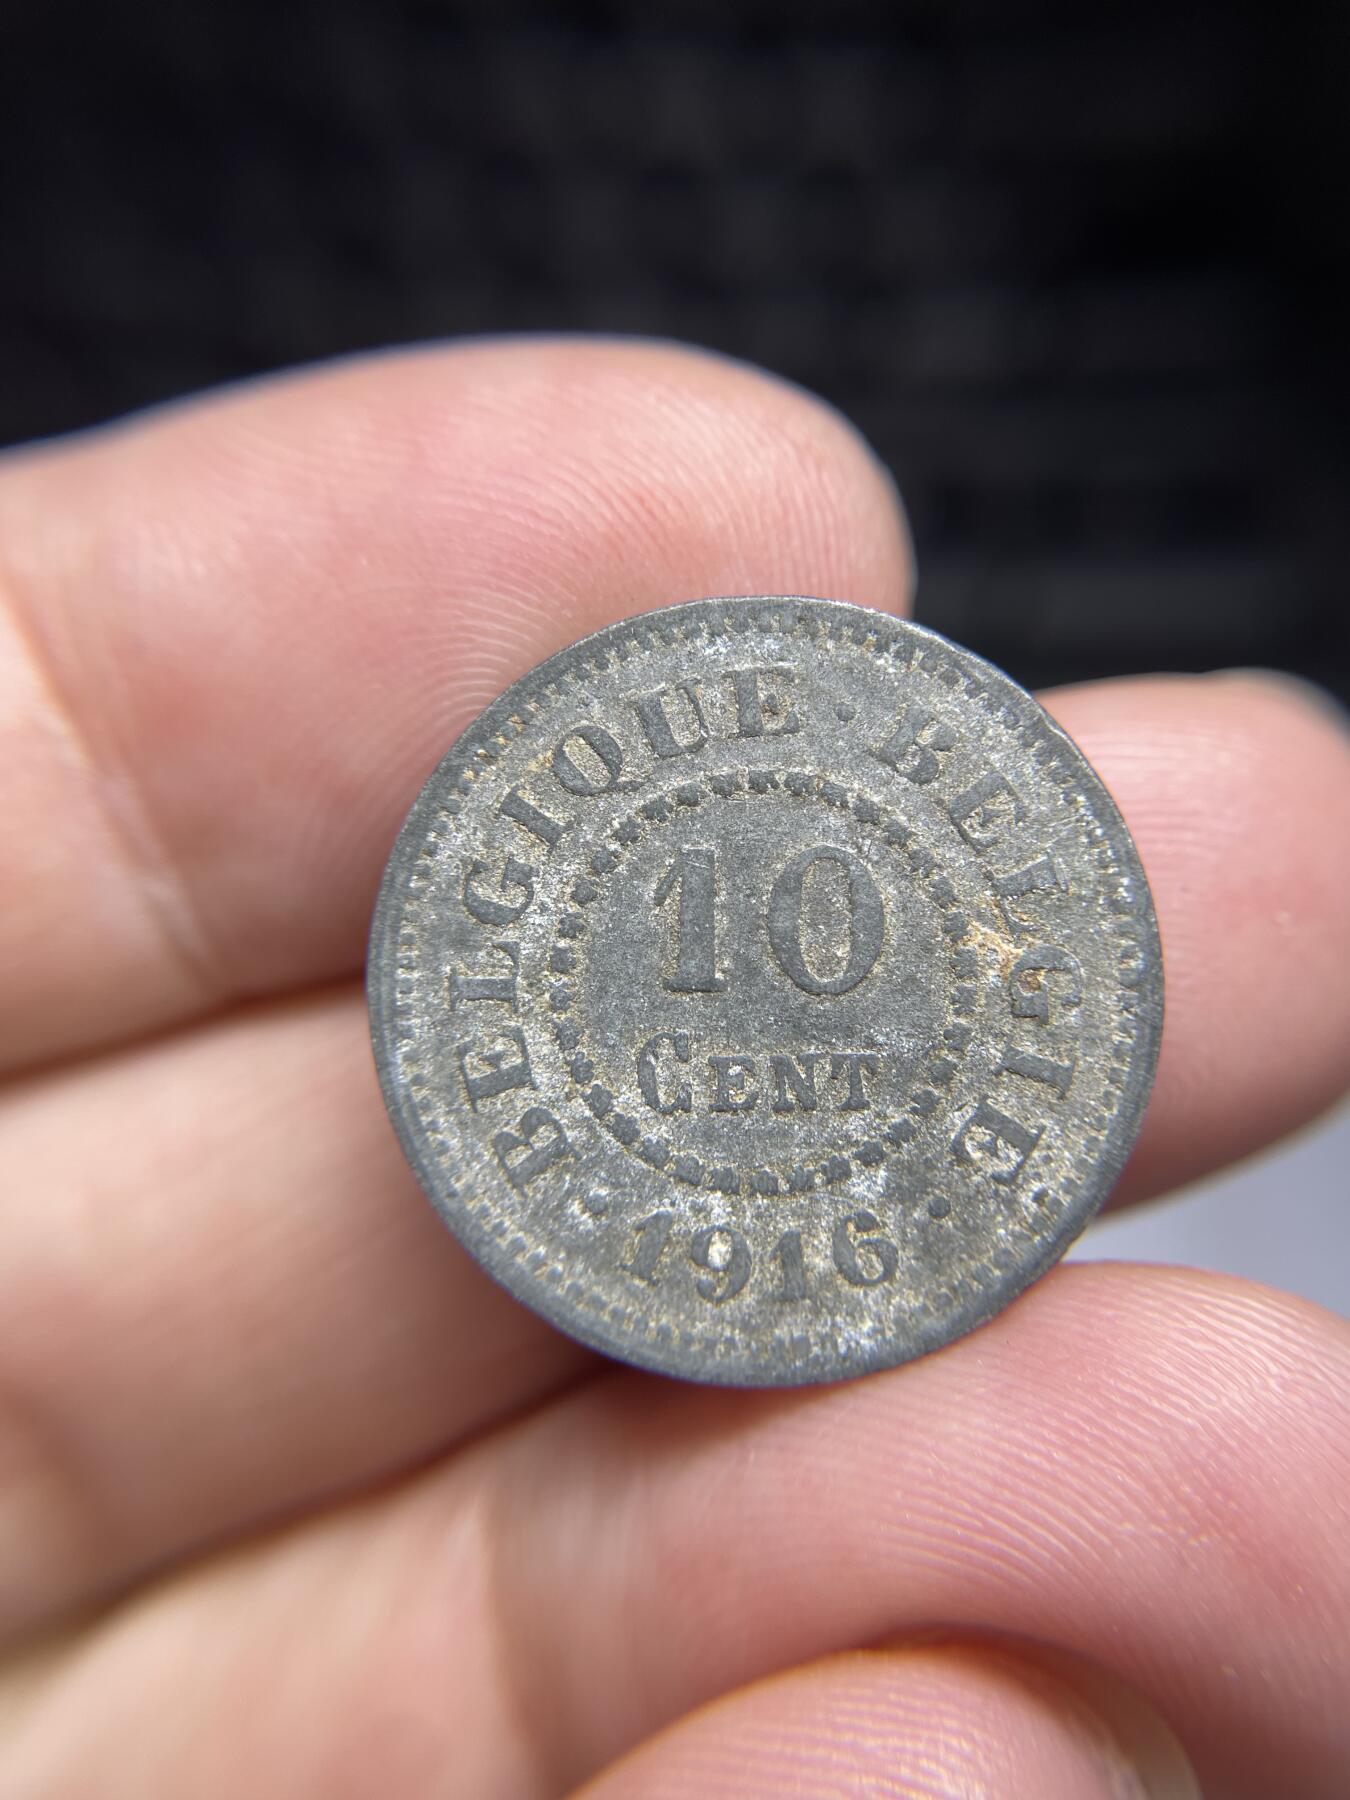 BELGIQUE · BELGIE
10
CENT
· 1916 ·